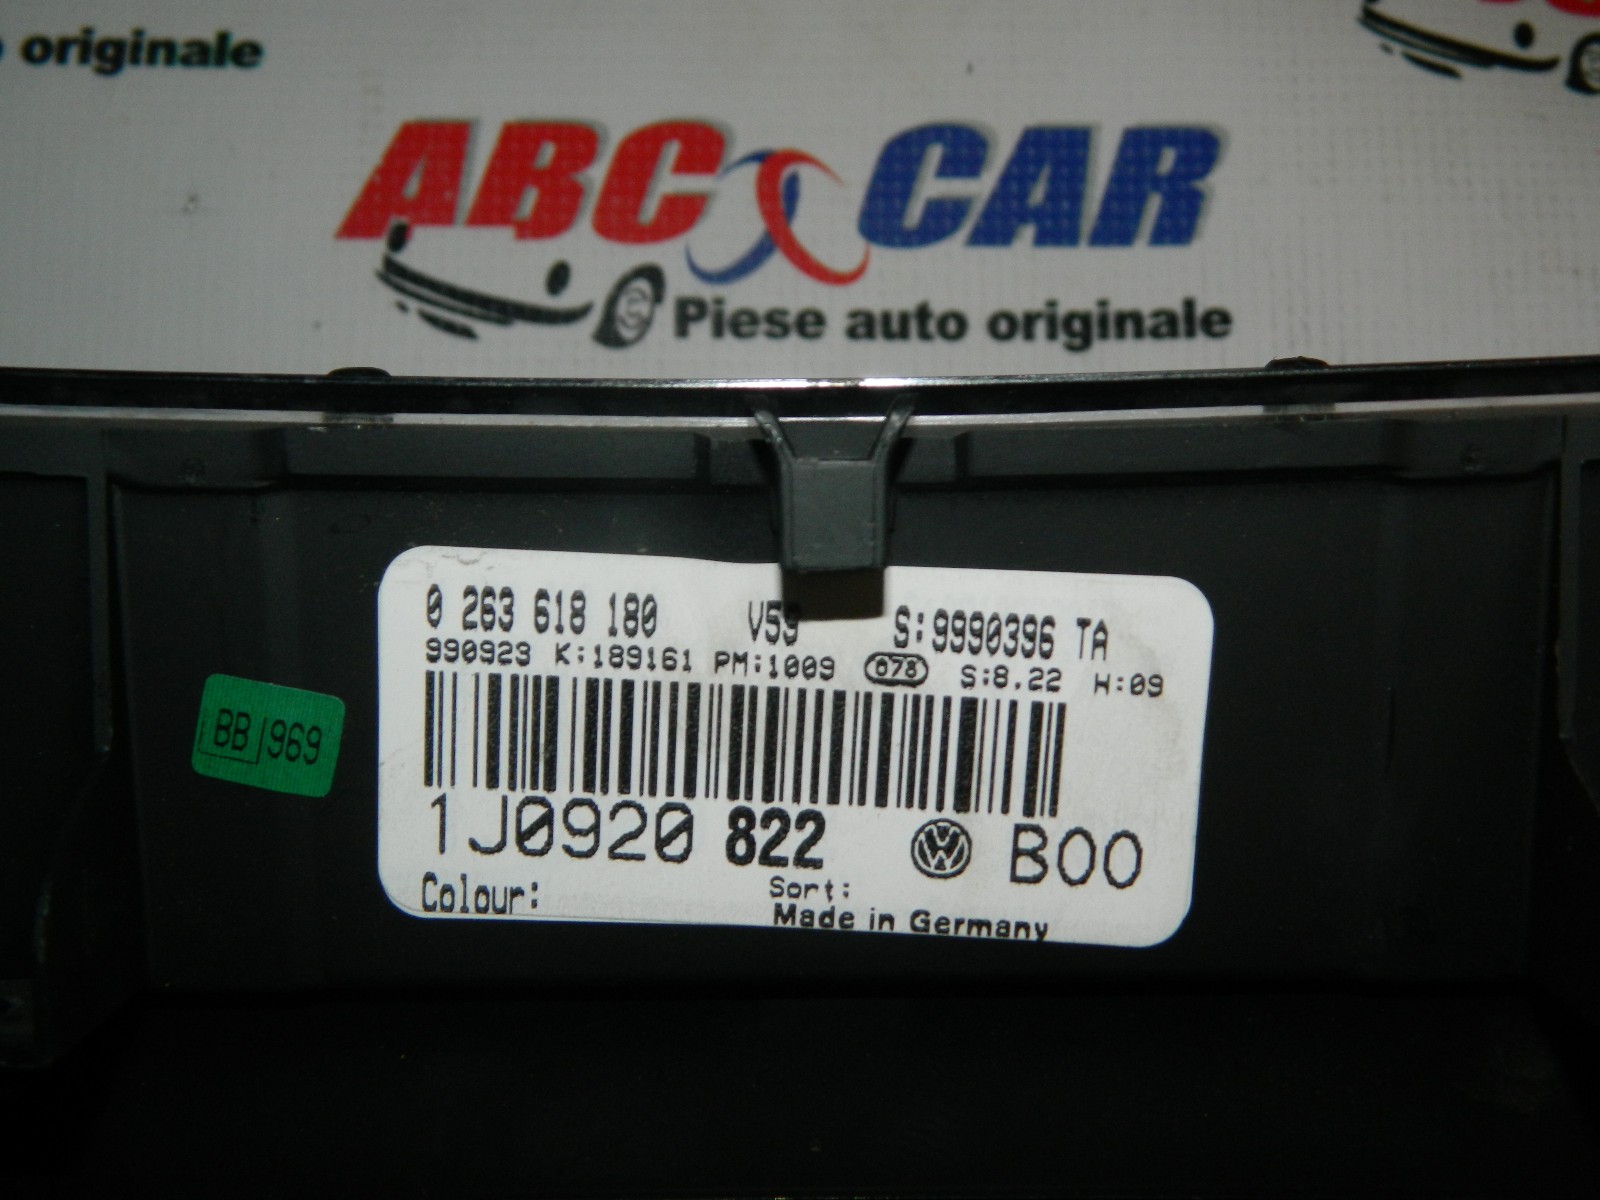 originale
ABC CAR
Piese auto originale
0 263 618 180 V59 S:9990396 TA
990923 K:189161 PM:1009 078 S:8.22 H:09
BB 969
1J0920 822 B00
Colour: Sort:
Made in Germany